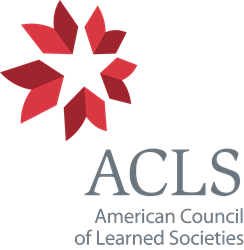 ACLS
American Council
of Learned Societies